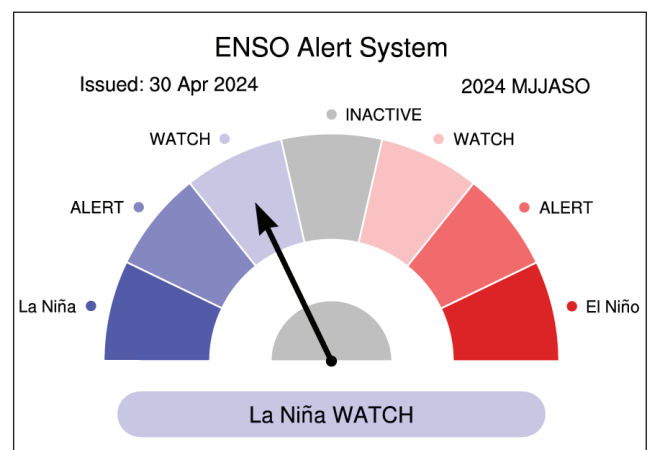 ENSO Alert System
Issued: 30 Apr 2024
2024 MJJASO
INACTIVE
WATCH
WATCH
ALERT
ALERT
La Niña
El Niño
La Niña WATCH